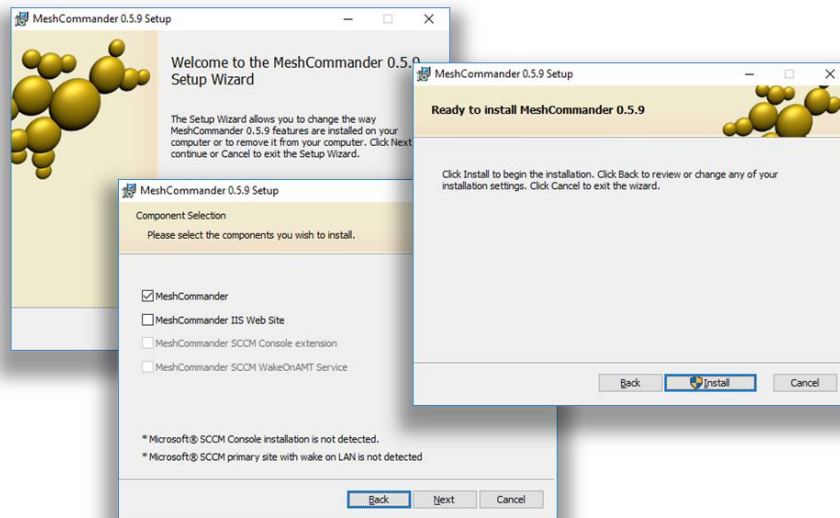 MeshCommander 0.5.9 Setup
Welcome to the MeshCommander 0.5.9
Setup Wizard
The Setup Wizard allows you to change the way
MeshCommander 0.5.9 features are installed on your
computer or to remove it from your computer. Click Next
continue or Cancel to exit the Setup Wizard.
MeshCommander 0.5.9 Setup
Component Selection
Please select the components you wish to install.
MeshCommander
MeshCommander IIS Web Site
MeshCommander SCCM Console extension
MeshCommander SCCM WakeOnAMT Service
* Microsoft® SCCM Console installation is not detected.
* Microsoft® SCCM primary site with wake on LAN is not detected
Back
Next
Cancel
MeshCommander 0.5.9 Setup
Ready to install MeshCommander 0.5.9
Click Install to begin the installation. Click Back to review or change any of your
installation settings. Click Cancel to exit the wizard.
Back
Install
Cancel